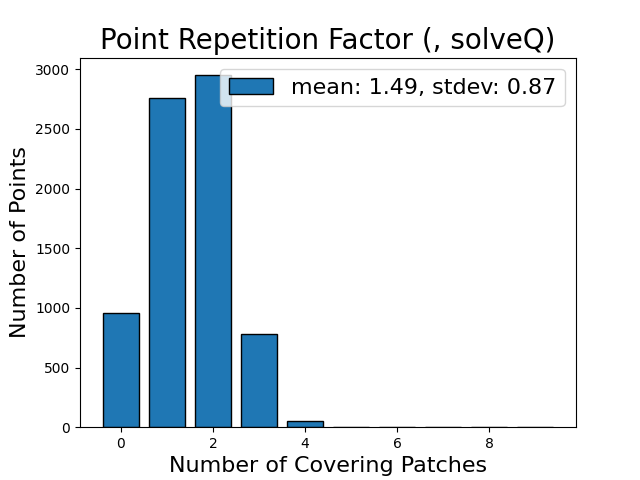 Point Repetition Factor (, solveQ)
mean: 1.49, stdev: 0.87
Number of Points
3000
2500
2000
1500
1000
500
0
0 2 4 6 8
Number of Covering Patches